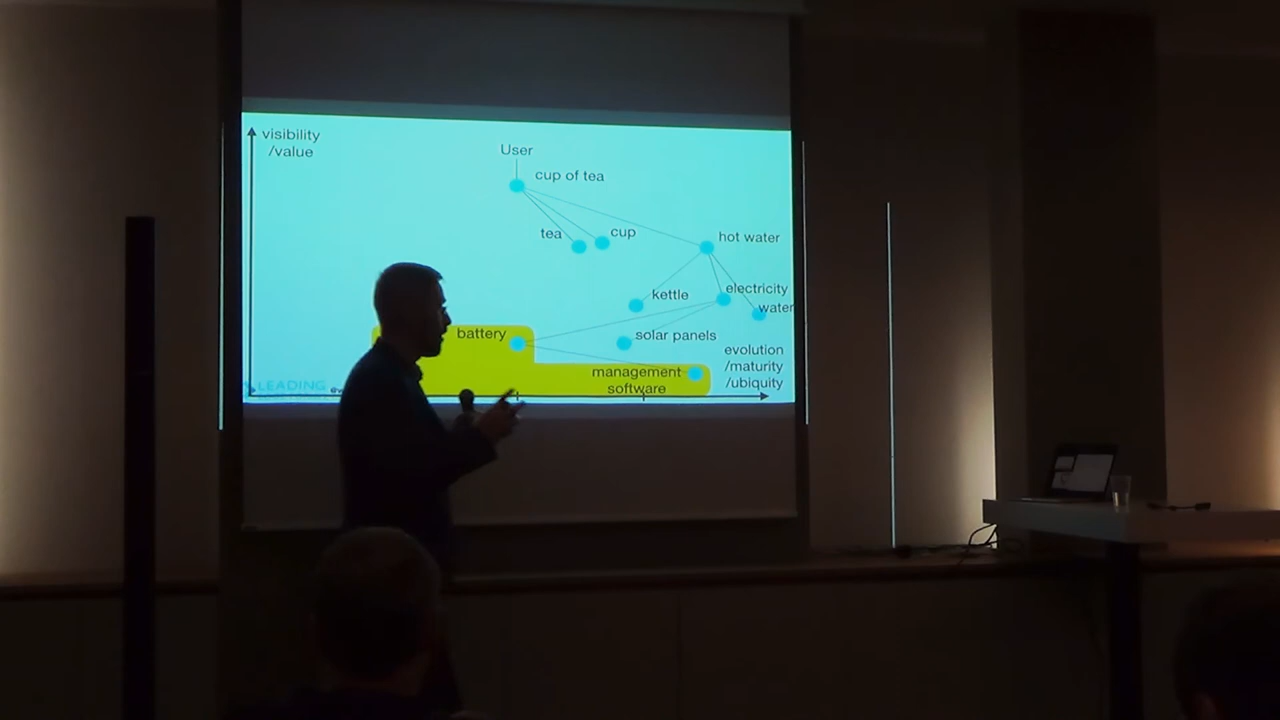 visibility
/value
User
cup of tea
tea
cup
hot water
kettle
electricity
water
battery
solar panels
evolution
/maturity
/ubiquity
management
software
LEADING